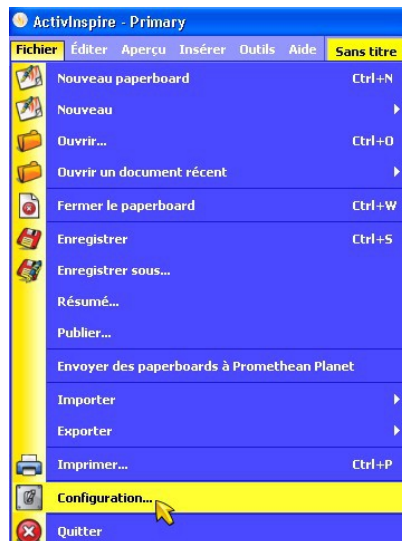 ActivInspire - Primary
Fichier Éditer Aperçu Insérer Outils Aide Sans titre
Nouveau paperboard Ctrl+N
Nouveau
Ouvrir... Ctrl+O
Ouvrir un document récent
Fermer le paperboard Ctrl+W
Enregistrer Ctrl+S
Enregistrer sous...
Résumé...
Publier...
Envoyer des paperboards à Promethean Planet
Importer
Exporter
Imprimer... Ctrl+P
Configuration...
Quitter